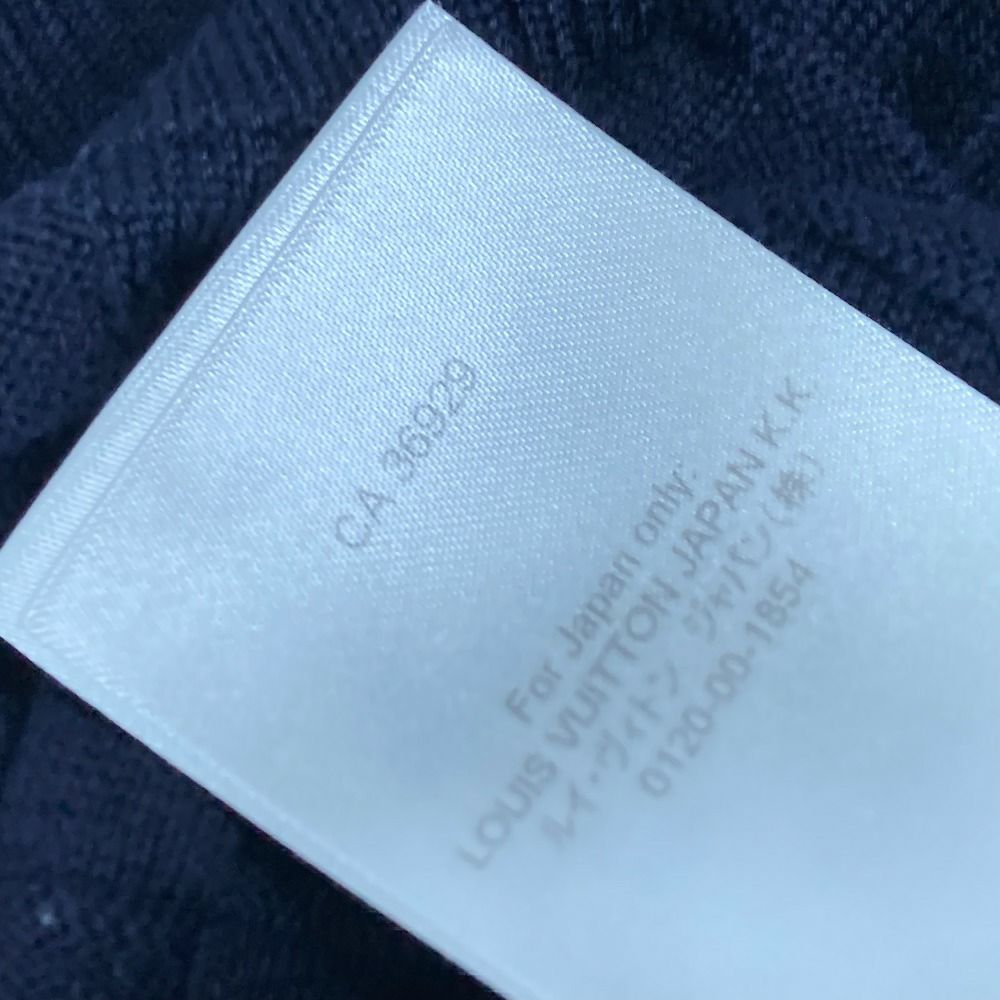 CA 36929
For Japan only:
LOUIS VUITTON JAPAN K.K.
ルイ・ヴィトン ジャパン(株)
0120-00-1854